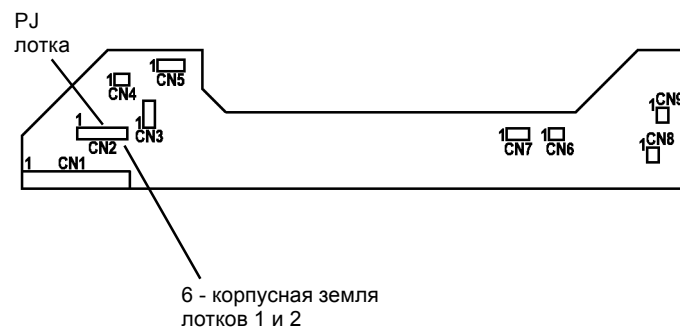 PJ
лотка
1 CN5
1 CN4
1 CN3
1
CN2
1 CN1
1 CN7
1 CN6
CN9
1
1 CN8
6 - корпусная земля
лотков 1 и 2